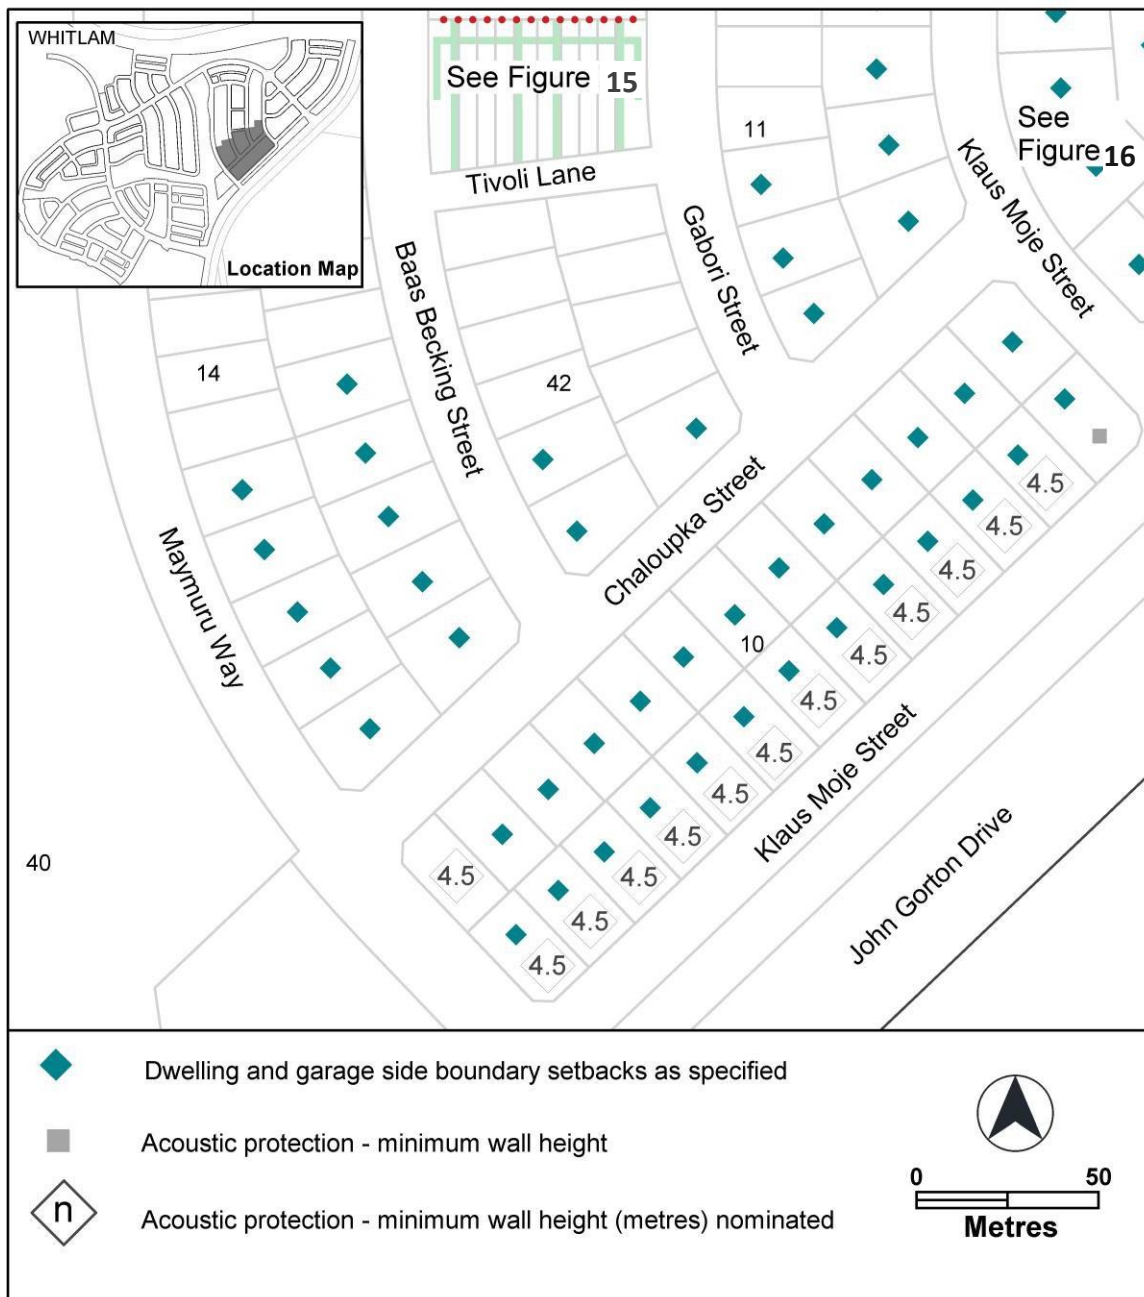 WHITLAM
Location Map
See Figure 15
Tivoli Lane
11
See
Figure 16
Klaus Moje Street
Gabori Street
Baas Becking Street
14
42
Chaloupka Street
Maymuru Way
4.5
4.5
4.5
4.5
4.5
10
4.5
4.5
4.5
4.5
4.5
4.5
4.5
4.5
Klaus Moje Street
John Gorton Drive
40
Dwelling and garage side boundary setbacks as specified
Acoustic protection - minimum wall height
n
Acoustic protection - minimum wall height (metres) nominated
0 50
Metres